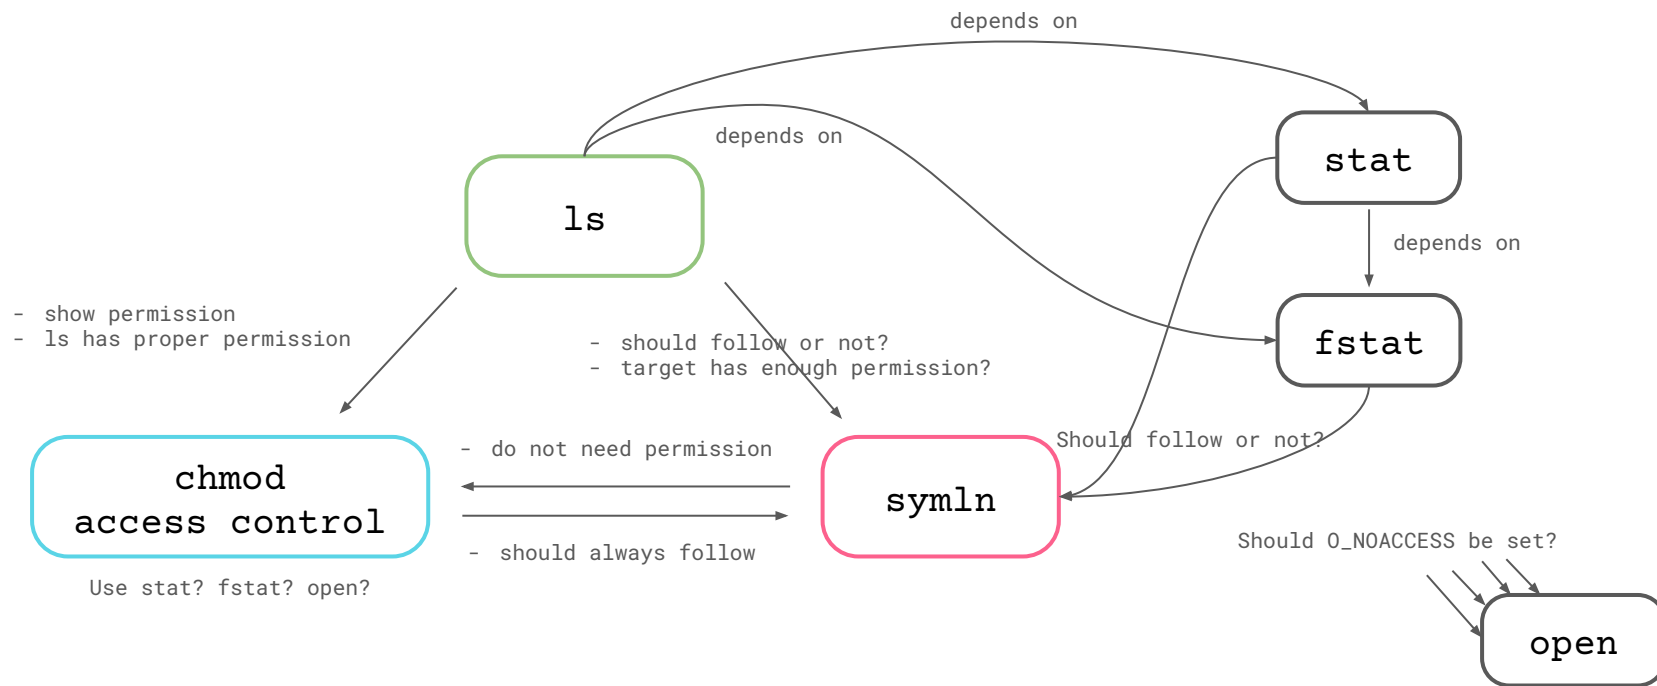 depends on
depends on
stat
ls
depends on
- show permission
- ls has proper permission
- should follow or not?
- target has enough permission?
fstat
- do not need permission
Should follow or not?
chmod
access control
symln
- should always follow
Use stat? fstat? open?
Should O_NOACCESS be set?
open